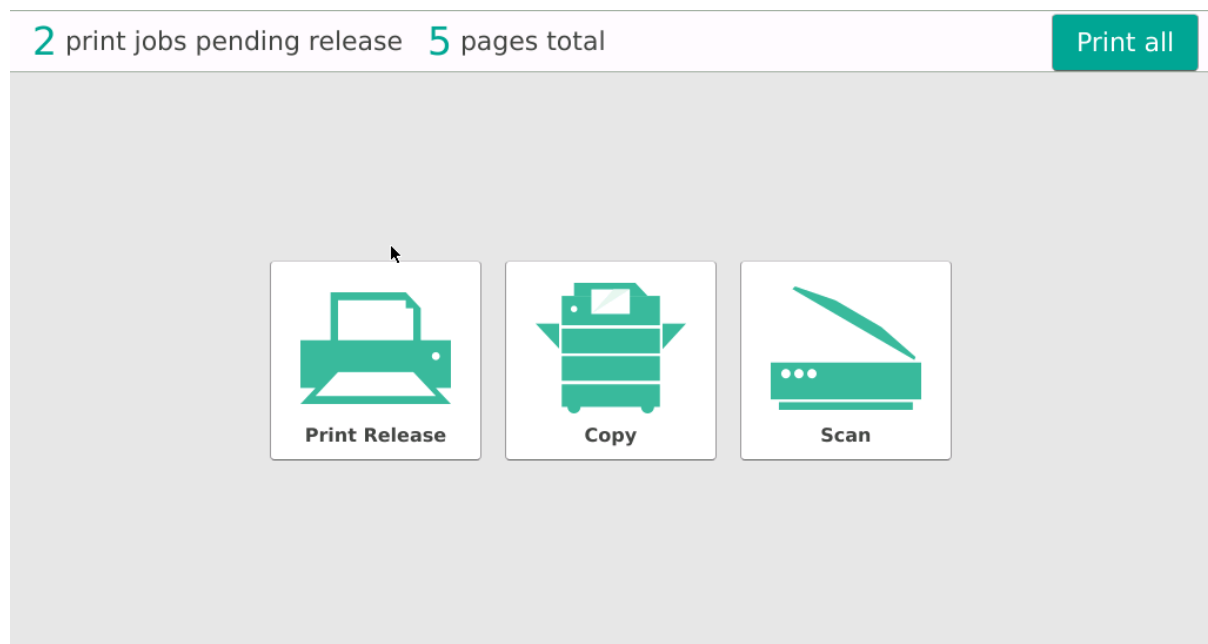 2 print jobs pending release 5 pages total Print all
Print Release Copy Scan